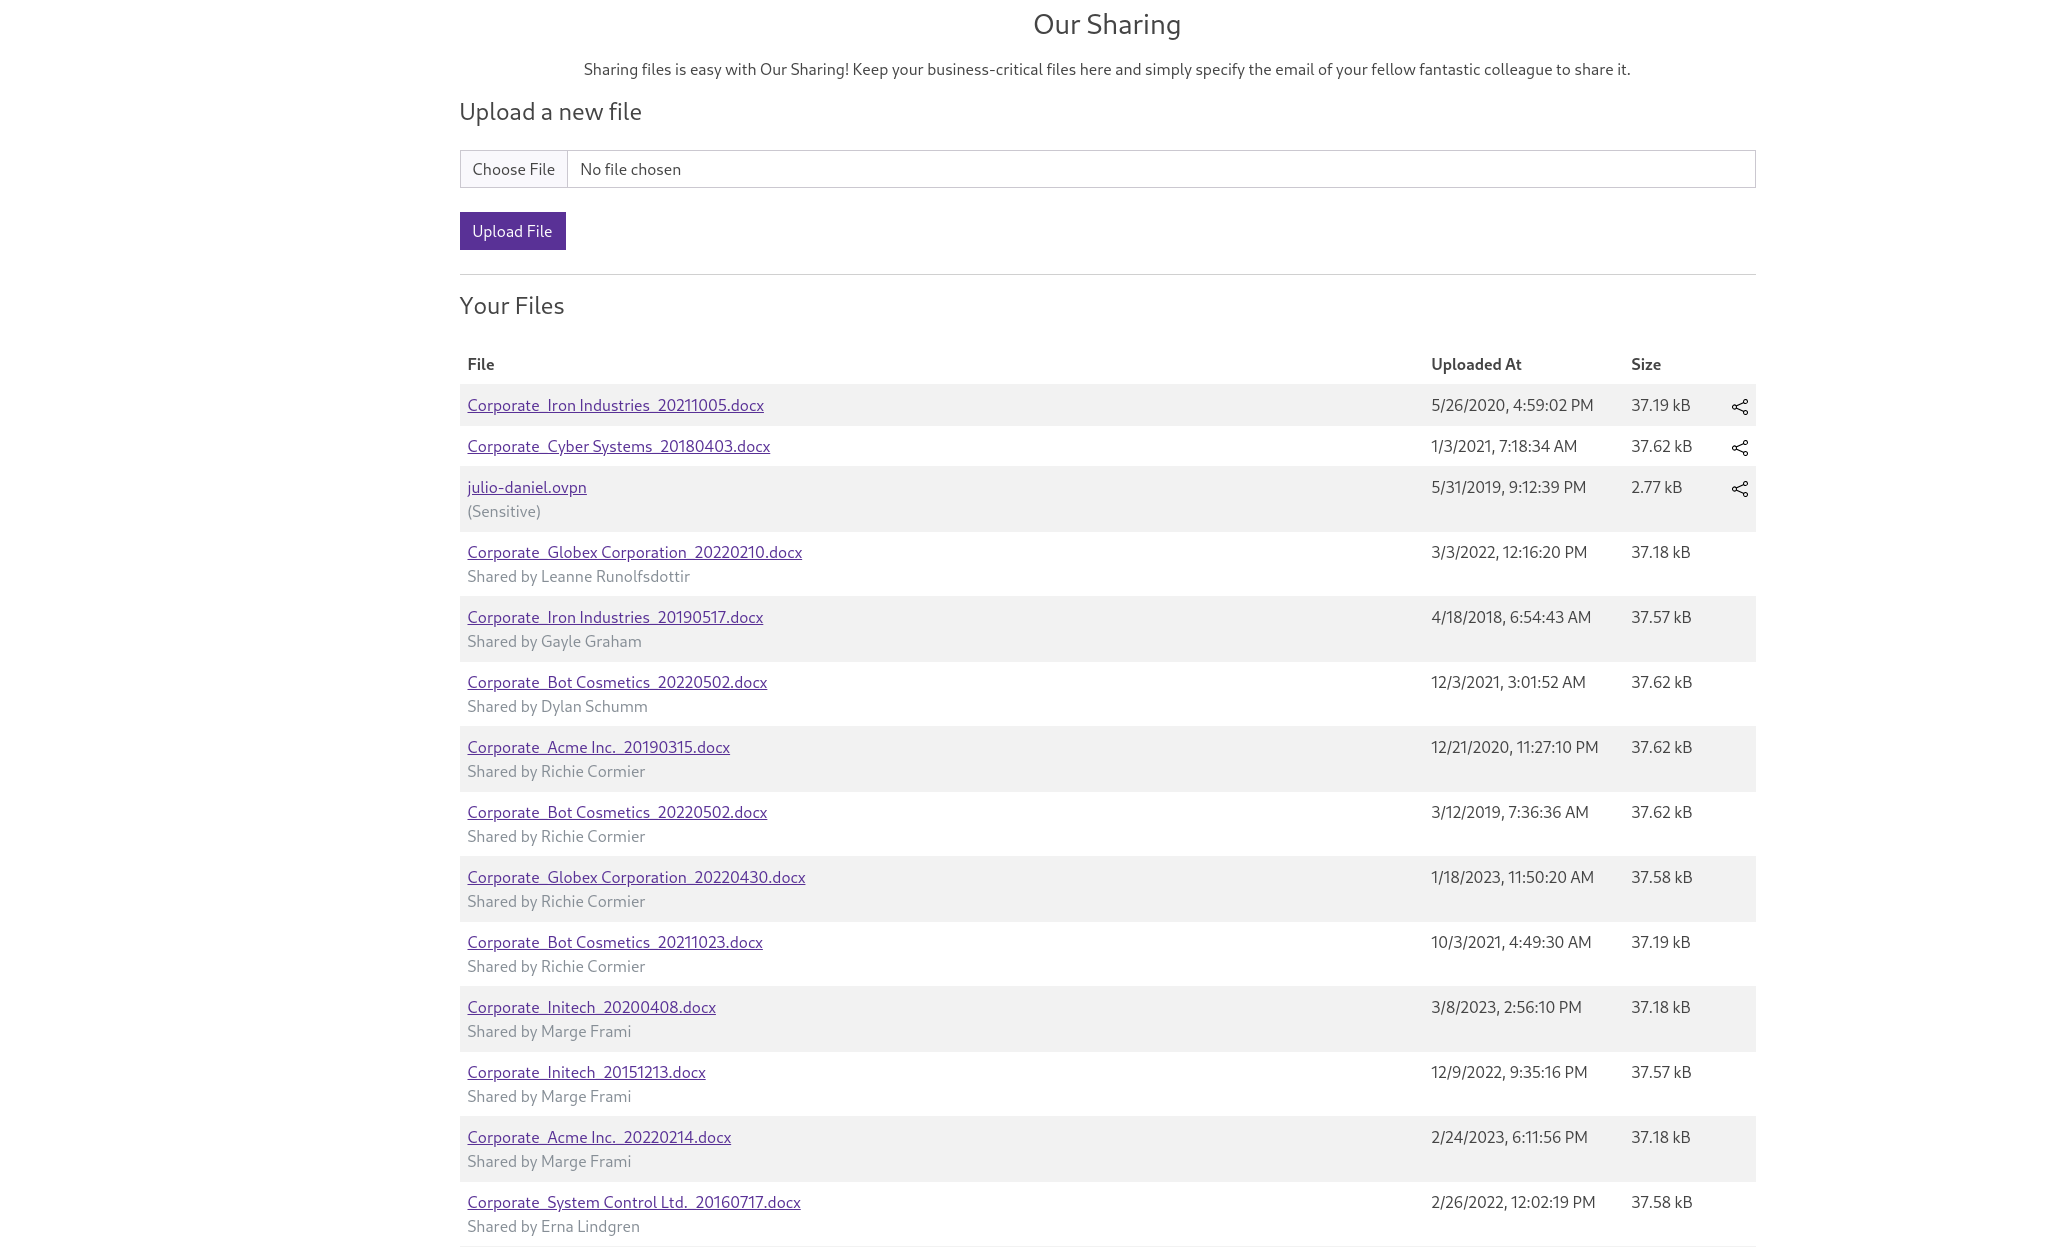 Our Sharing
Sharing files is easy with Our Sharing! Keep your business-critical files here and simply specify the email of your fellow fantastic colleague to share it.
Upload a new file
Choose File No file chosen
Upload File
Your Files
File Uploaded At Size
Corporate_Iron Industries_20211005.docx 5/26/2020, 4:59:02 PM 37.19 kB
Corporate_Cyber Systems_20180403.docx 1/3/2021, 7:18:34 AM 37.62 kB
julio-daniel.ovpn 5/31/2019, 9:12:39 PM 2.77 kB
(Sensitive)
Corporate_Globex Corporation_20220210.docx 3/3/2022, 12:16:20 PM 37.18 kB
Shared by Leanne Runolfsdottir
Corporate_Iron Industries_20190517.docx 4/18/2018, 6:54:43 AM 37.57 kB
Shared by Gayle Graham
Corporate_Bot Cosmetics_20220502.docx 12/3/2021, 3:01:52 AM 37.62 kB
Shared by Dylan Schumm
Corporate_Acme Inc._20190315.docx 12/21/2020, 11:27:10 PM 37.62 kB
Shared by Richie Cormier
Corporate_Bot Cosmetics_20220502.docx 3/12/2019, 7:36:36 AM 37.62 kB
Shared by Richie Cormier
Corporate_Globex Corporation_20220430.docx 1/18/2023, 11:50:20 AM 37.58 kB
Shared by Richie Cormier
Corporate_Bot Cosmetics_20211023.docx 10/3/2021, 4:49:30 AM 37.19 kB
Shared by Richie Cormier
Corporate_Initech_20200408.docx 3/8/2023, 2:56:10 PM 37.18 kB
Shared by Marge Frami
Corporate_Initech_20151213.docx 12/9/2022, 9:35:16 PM 37.57 kB
Shared by Marge Frami
Corporate_Acme Inc._20220214.docx 2/24/2023, 6:11:56 PM 37.18 kB
Shared by Marge Frami
Corporate_System Control Ltd._20160717.docx 2/26/2022, 12:02:19 PM 37.58 kB
Shared by Erna Lindgren